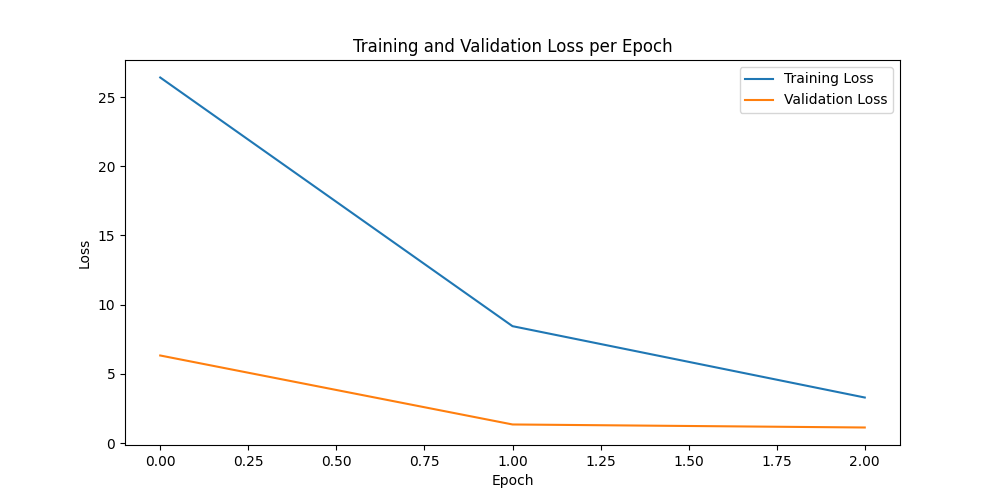 Training and Validation Loss per Epoch
Training Loss
Validation Loss
25
20
15
10
5
0
Loss
0.00 0.25 0.50 0.75 1.00 1.25 1.50 1.75 2.00
Epoch